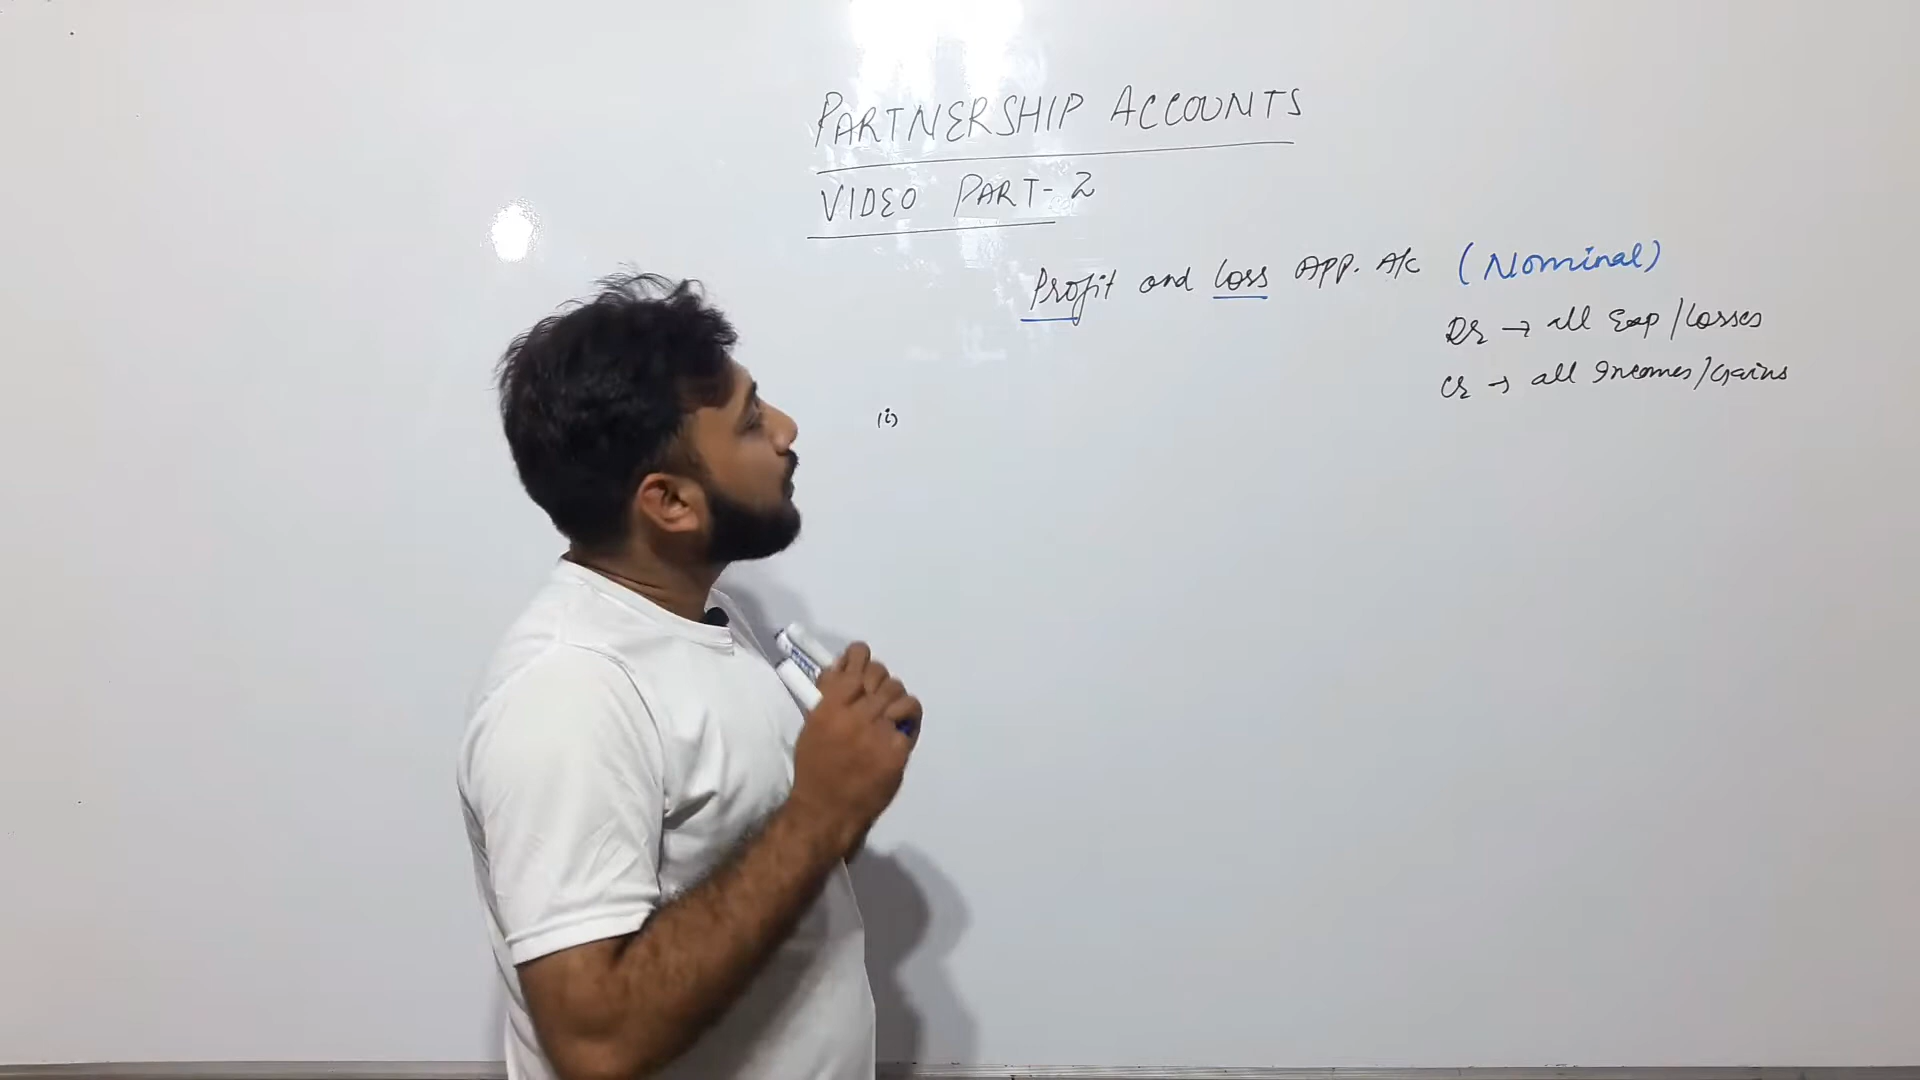 PARTNERSHIP ACCOUNTS
VIDEO PART-2
Profit and Loss APP. A/c (Nominal)
Dr → all Exp/Losses
Cr → all Incomes/Gains
(i)